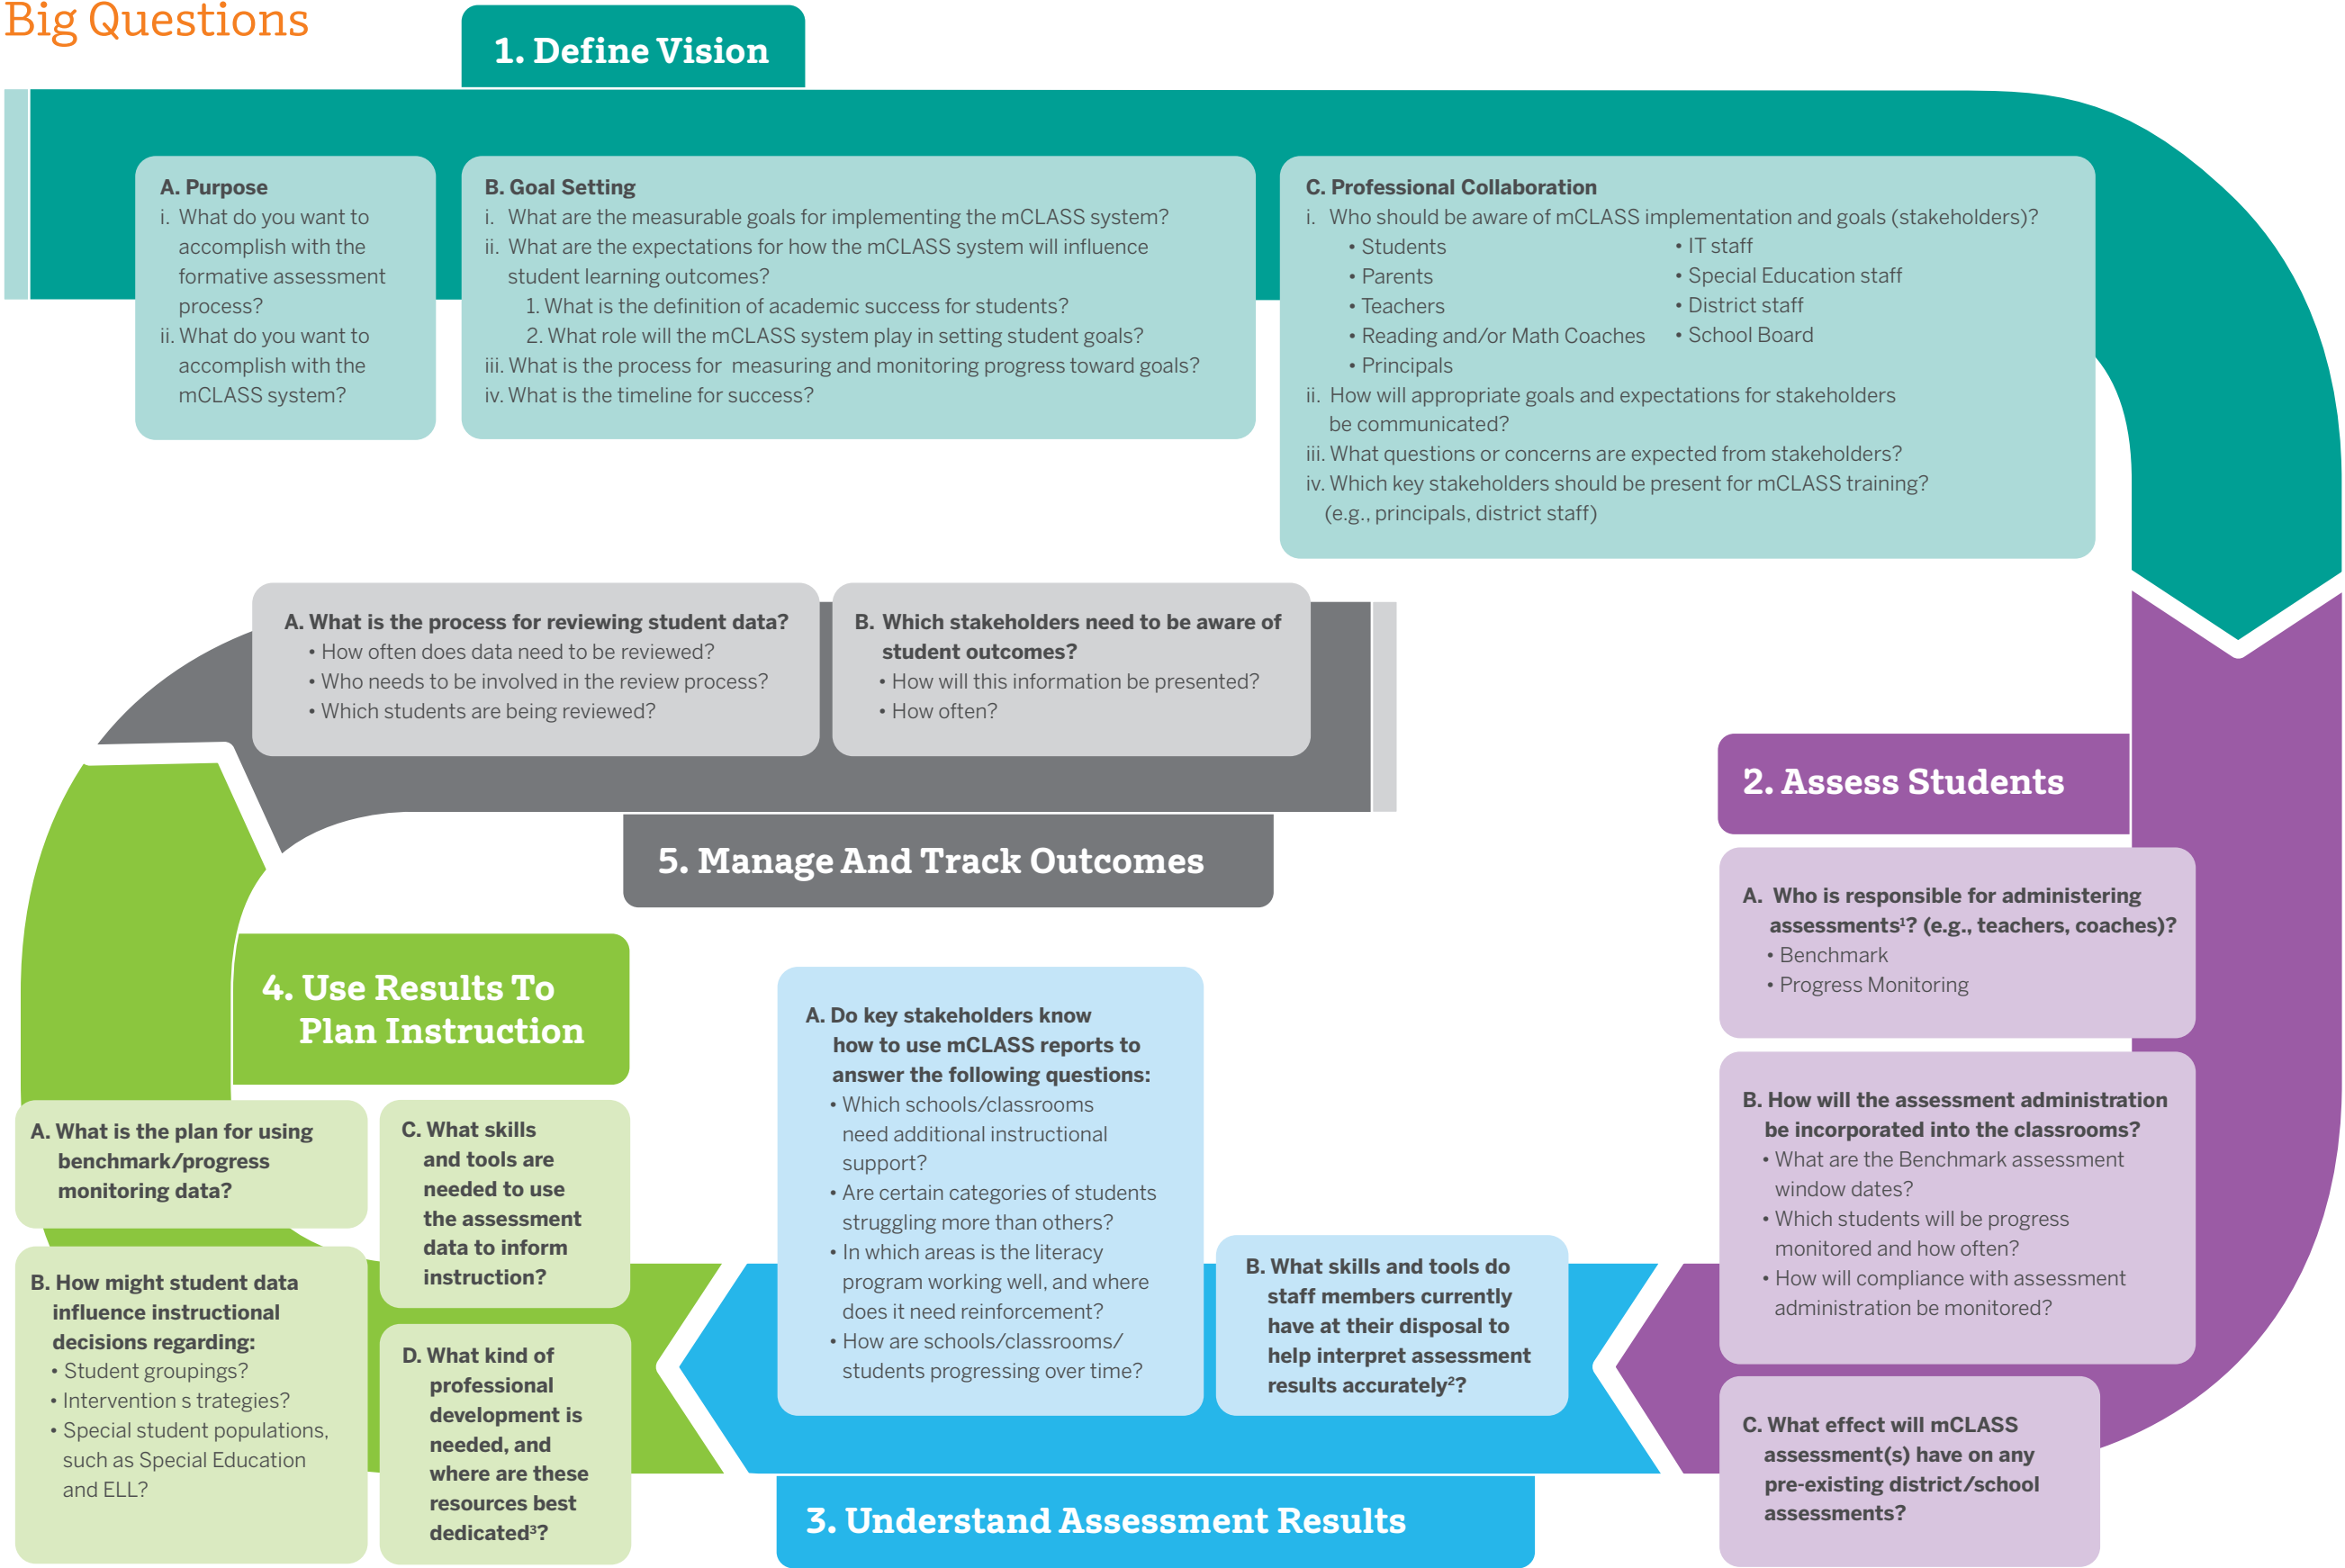 Big Questions
1. Define Vision
A. Purpose
i. What do you want to
accomplish with the
formative assessment
process?
ii. What do you want to
accomplish with the
mCLASS system?
B. Goal Setting
i. What are the measurable goals for implementing the mCLASS system?
ii. What are the expectations for how the mCLASS system will influence
student learning outcomes?
1. What is the definition of academic success for students?
2. What role will the mCLASS system play in setting student goals?
iii. What is the process for measuring and monitoring progress toward goals?
iv. What is the timeline for success?
C. Professional Collaboration
i. Who should be aware of mCLASS implementation and goals (stakeholders)?
• Students
• Parents
• Teachers
• Reading and/or Math Coaches
• Principals
• IT staff
• Special Education staff
• District staff
• School Board
ii. How will appropriate goals and expectations for stakeholders
be communicated?
iii. What questions or concerns are expected from stakeholders?
iv. Which key stakeholders should be present for mCLASS training?
(e.g., principals, district staff)
2. Assess Students
A. Who is responsible for administering
assessments¹? (e.g., teachers, coaches)?
• Benchmark
• Progress Monitoring
B. How will the assessment administration
be incorporated into the classrooms?
• What are the Benchmark assessment
window dates?
• Which students will be progress
monitored and how often?
• How will compliance with assessment
administration be monitored?
C. What effect will mCLASS
assessment(s) have on any
pre-existing district/school
assessments?
3. Understand Assessment Results
A. Do key stakeholders know
how to use mCLASS reports to
answer the following questions:
• Which schools/classrooms
need additional instructional
support?
• Are certain categories of students
struggling more than others?
• In which areas is the literacy
program working well, and where
does it need reinforcement?
• How are schools/classrooms/
students progressing over time?
B. What skills and tools do
staff members currently
have at their disposal to
help interpret assessment
results accurately²?
4. Use Results To
Plan Instruction
A. What is the plan for using
benchmark/progress
monitoring data?
B. How might student data
influence instructional
decisions regarding:
• Student groupings?
• Intervention s trategies?
• Special student populations,
such as Special Education
and ELL?
C. What skills
and tools are
needed to use
the assessment
data to inform
instruction?
D. What kind of
professional
development is
needed, and
where are these
resources best
dedicated³?
5. Manage And Track Outcomes
A. What is the process for reviewing student data?
• How often does data need to be reviewed?
• Who needs to be involved in the review process?
• Which students are being reviewed?
B. Which stakeholders need to be aware of
student outcomes?
• How will this information be presented?
• How often?